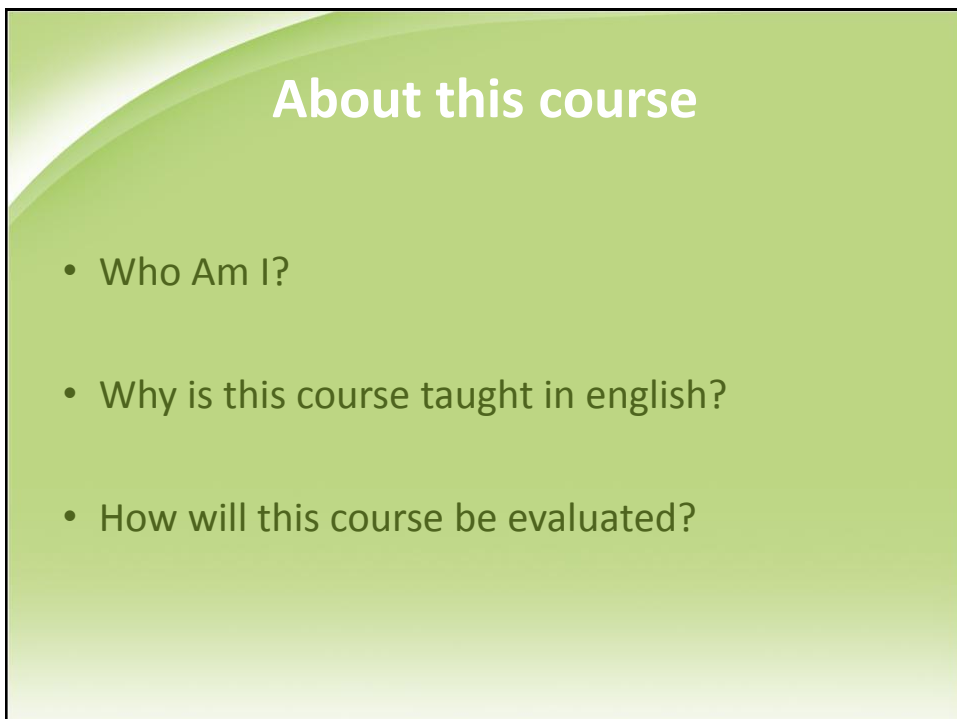 About this course
• Who Am I?
• Why is this course taught in english?
• How will this course be evaluated?